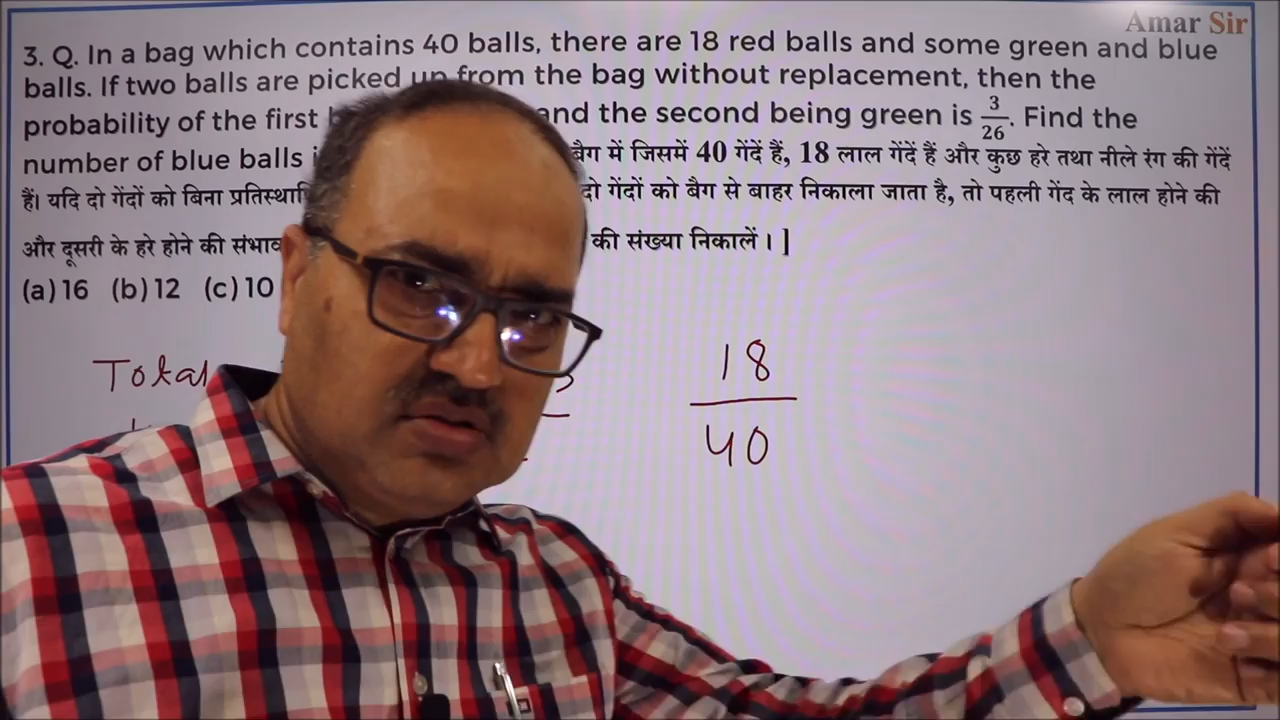 Amar Sir
3. Q. In a bag which contains 40 balls, there are 18 red balls and some green and blue
balls. If two balls are picked up from the bag without replacement, then the
probability of the first and the second being green is 3/26. Find the
number of blue balls बैग में जिसमें 40 गेंदें हैं, 18 लाल गेंदें हैं और कुछ हरे तथा नीले रंग की गेंदें
हैं। यदि दो गेंदों को बिना दो गेंदों को बैग से बाहर निकाला जाता है, तो पहली गेंद के लाल होने की
और दूसरी के हरे होने की की संख्या निकालें। ]
(a) 16 (b) 12 (c) 10
Total
18
40